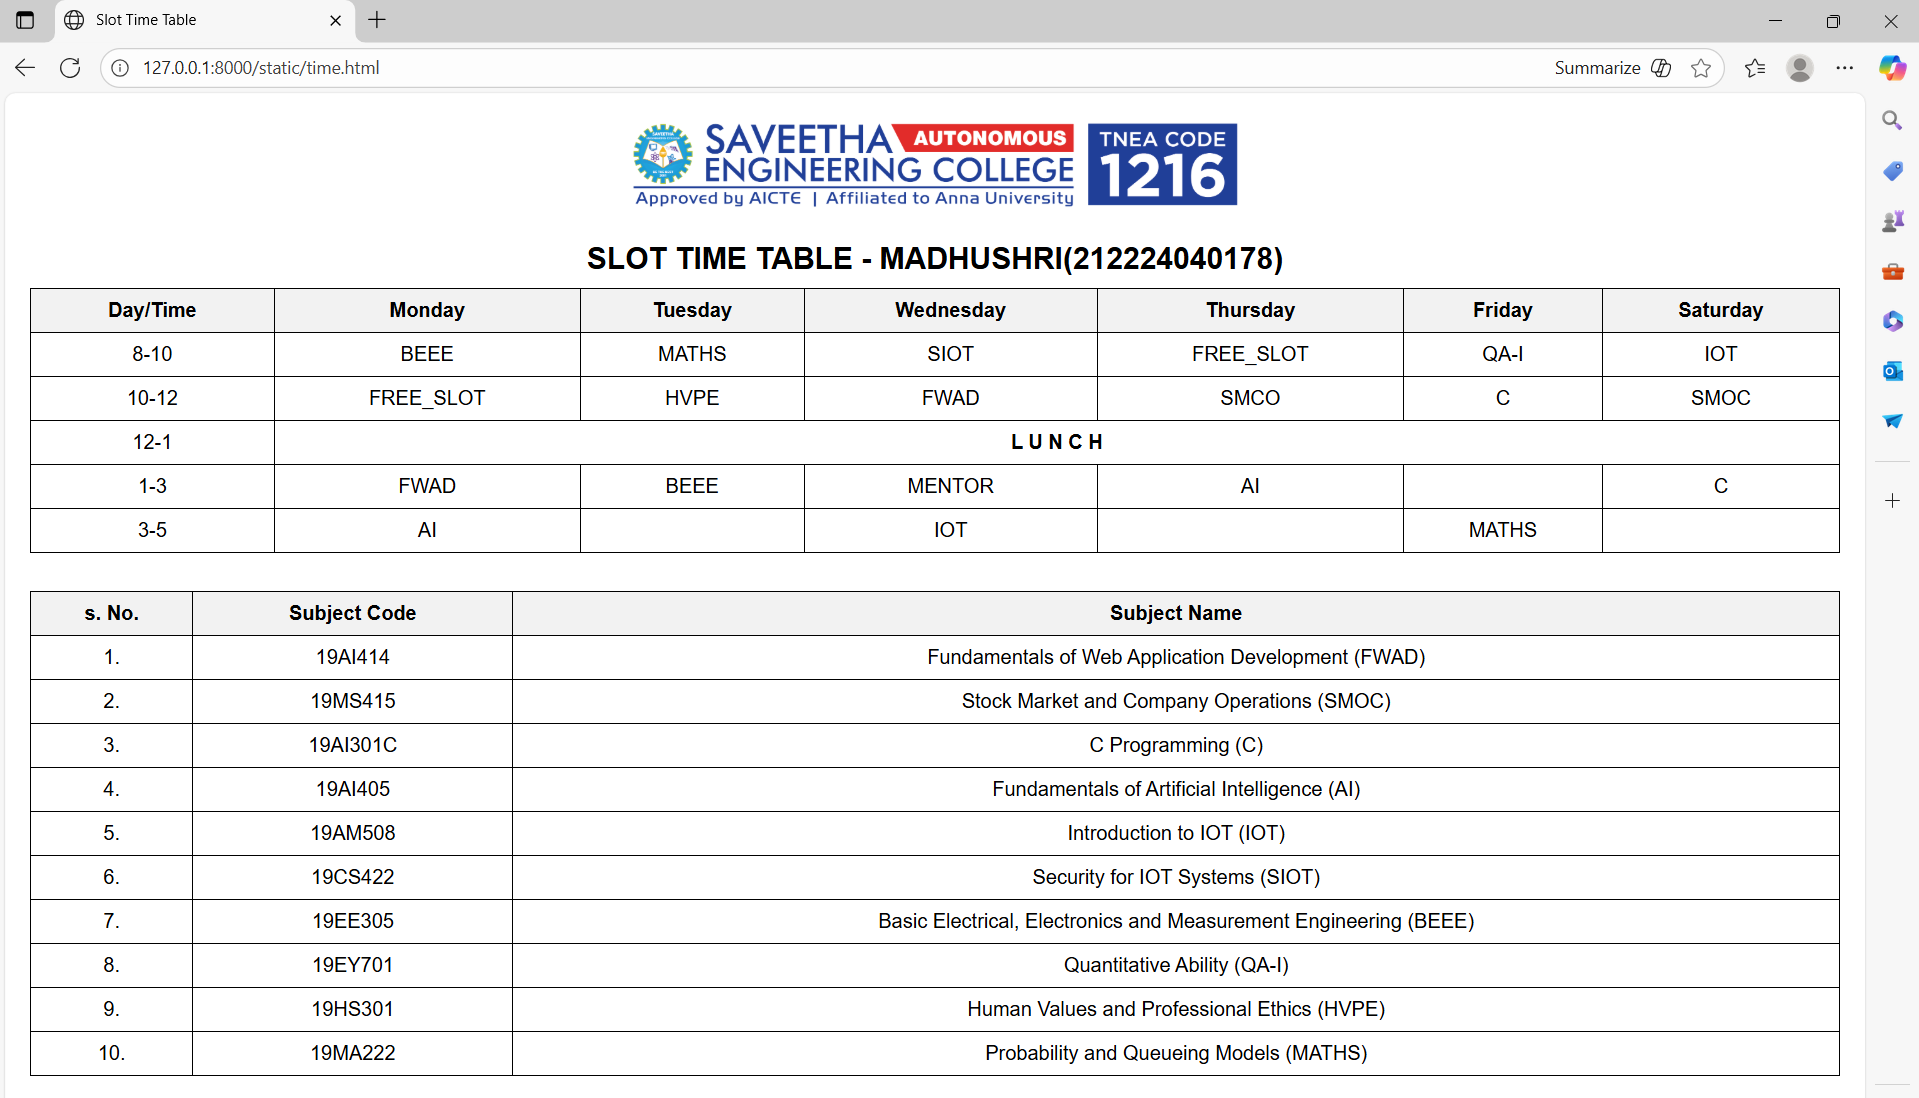 Slot Time Table
127.0.0.1:8000/static/time.html
Summarize
SAVEETHA AUTONOMOUS
ENGINEERING COLLEGE
Approved by AICTE | Affiliated to Anna University
TNEA CODE
1216
SLOT TIME TABLE - MADHUSHRI(212224040178)
Day/Time Monday Tuesday Wednesday Thursday Friday Saturday
8-10 BEEE MATHS SIOT FREE_SLOT QA-I IOT
10-12 FREE_SLOT HVPE FWAD SMCO C SMOC
12-1 L U N C H
1-3 FWAD BEEE MENTOR AI C
3-5 AI IOT MATHS
s. No. Subject Code Subject Name
1. 19AI414 Fundamentals of Web Application Development (FWAD)
2. 19MS415 Stock Market and Company Operations (SMOC)
3. 19AI301C C Programming (C)
4. 19AI405 Fundamentals of Artificial Intelligence (AI)
5. 19AM508 Introduction to IOT (IOT)
6. 19CS422 Security for IOT Systems (SIOT)
7. 19EE305 Basic Electrical, Electronics and Measurement Engineering (BEEE)
8. 19EY701 Quantitative Ability (QA-I)
9. 19HS301 Human Values and Professional Ethics (HVPE)
10. 19MA222 Probability and Queueing Models (MATHS)